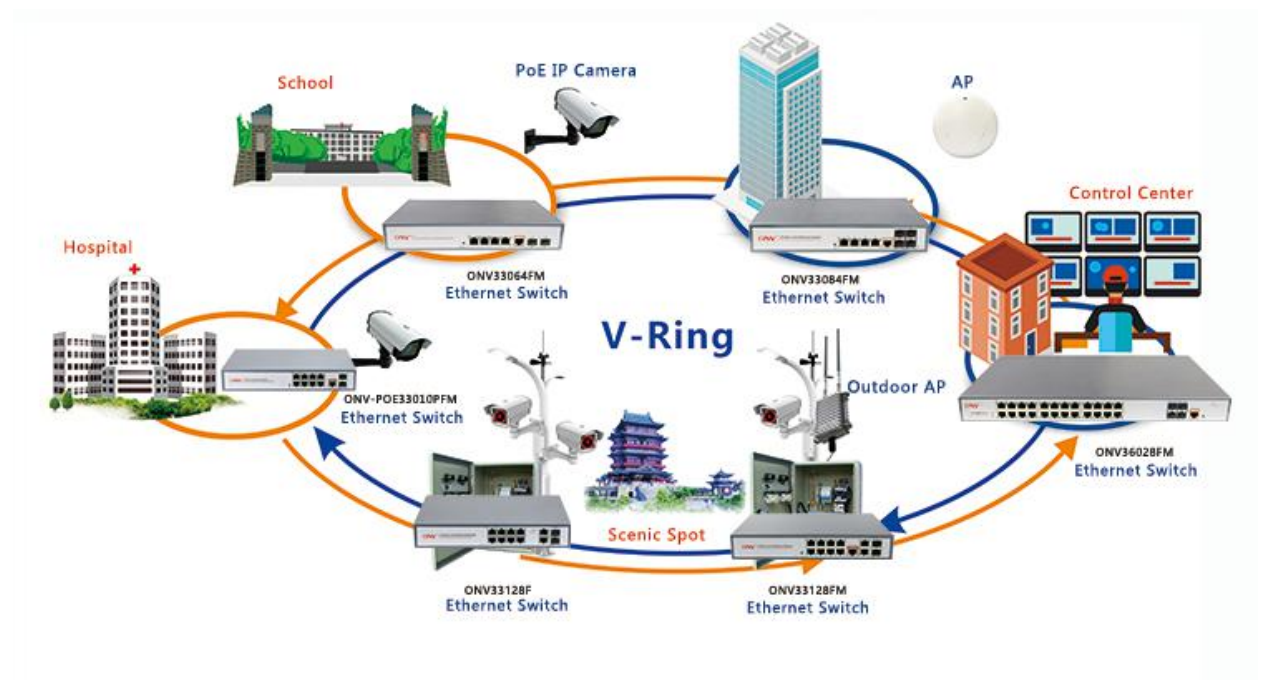 School
PoE IP Camera
AP
Control Center
Hospital
ONV33064FM
Ethernet Switch
ONV33084FM
Ethernet Switch
V-Ring
Outdoor AP
ONV-POE33010PFM
Ethernet Switch
ONV36028FM
Ethernet Switch
Scenic Spot
ONV33128F
Ethernet Switch
ONV33128FM
Ethernet Switch